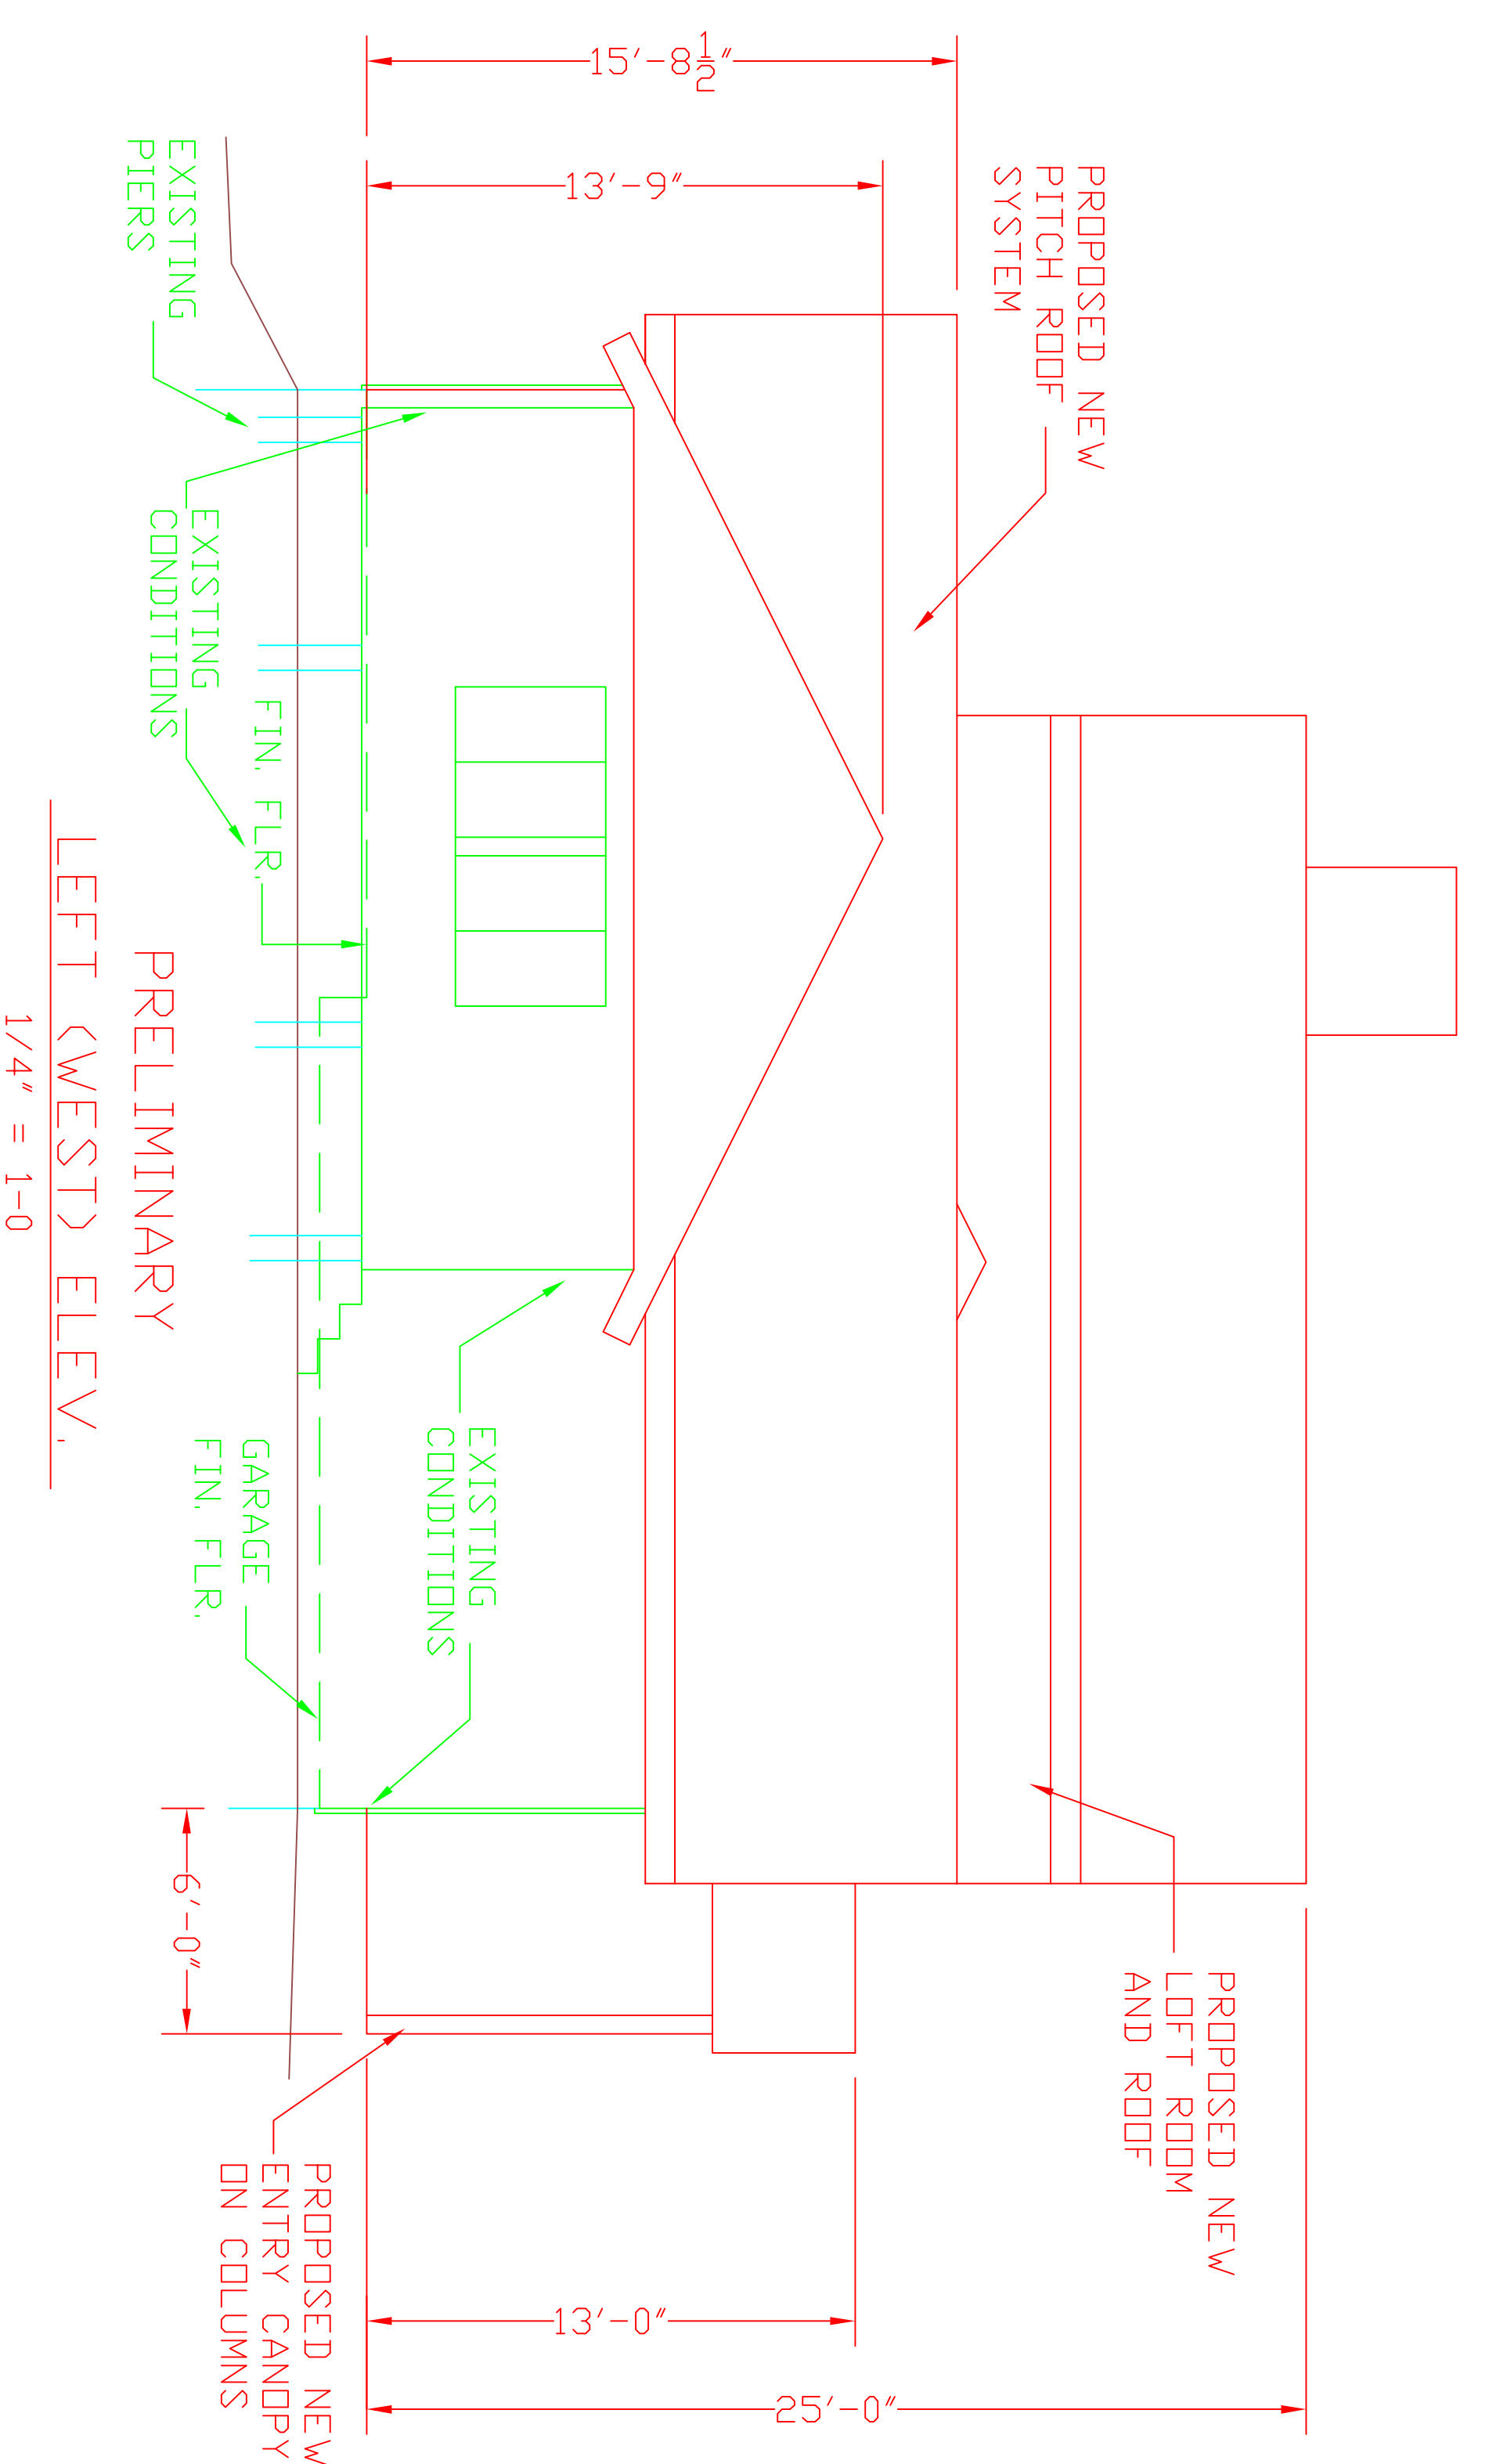 15'-8 1/2"
13'-9"
PROPOSED NEW
PITCH ROOF
SYSTEM
EXISTING
PIERS
EXISTING
CONDITIONS
FIN. FLR.
EXISTING
CONDITIONS
GARAGE
FIN. FLR.
6'-0"
PROPOSED NEW
LOFT ROOM
AND ROOF
PROPOSED NEW
ENTRY CANOPY
ON COLUMNS
13'-0"
25'-0"
PRELIMINARY
LEFT (WEST) ELEV.
1/4" = 1-0